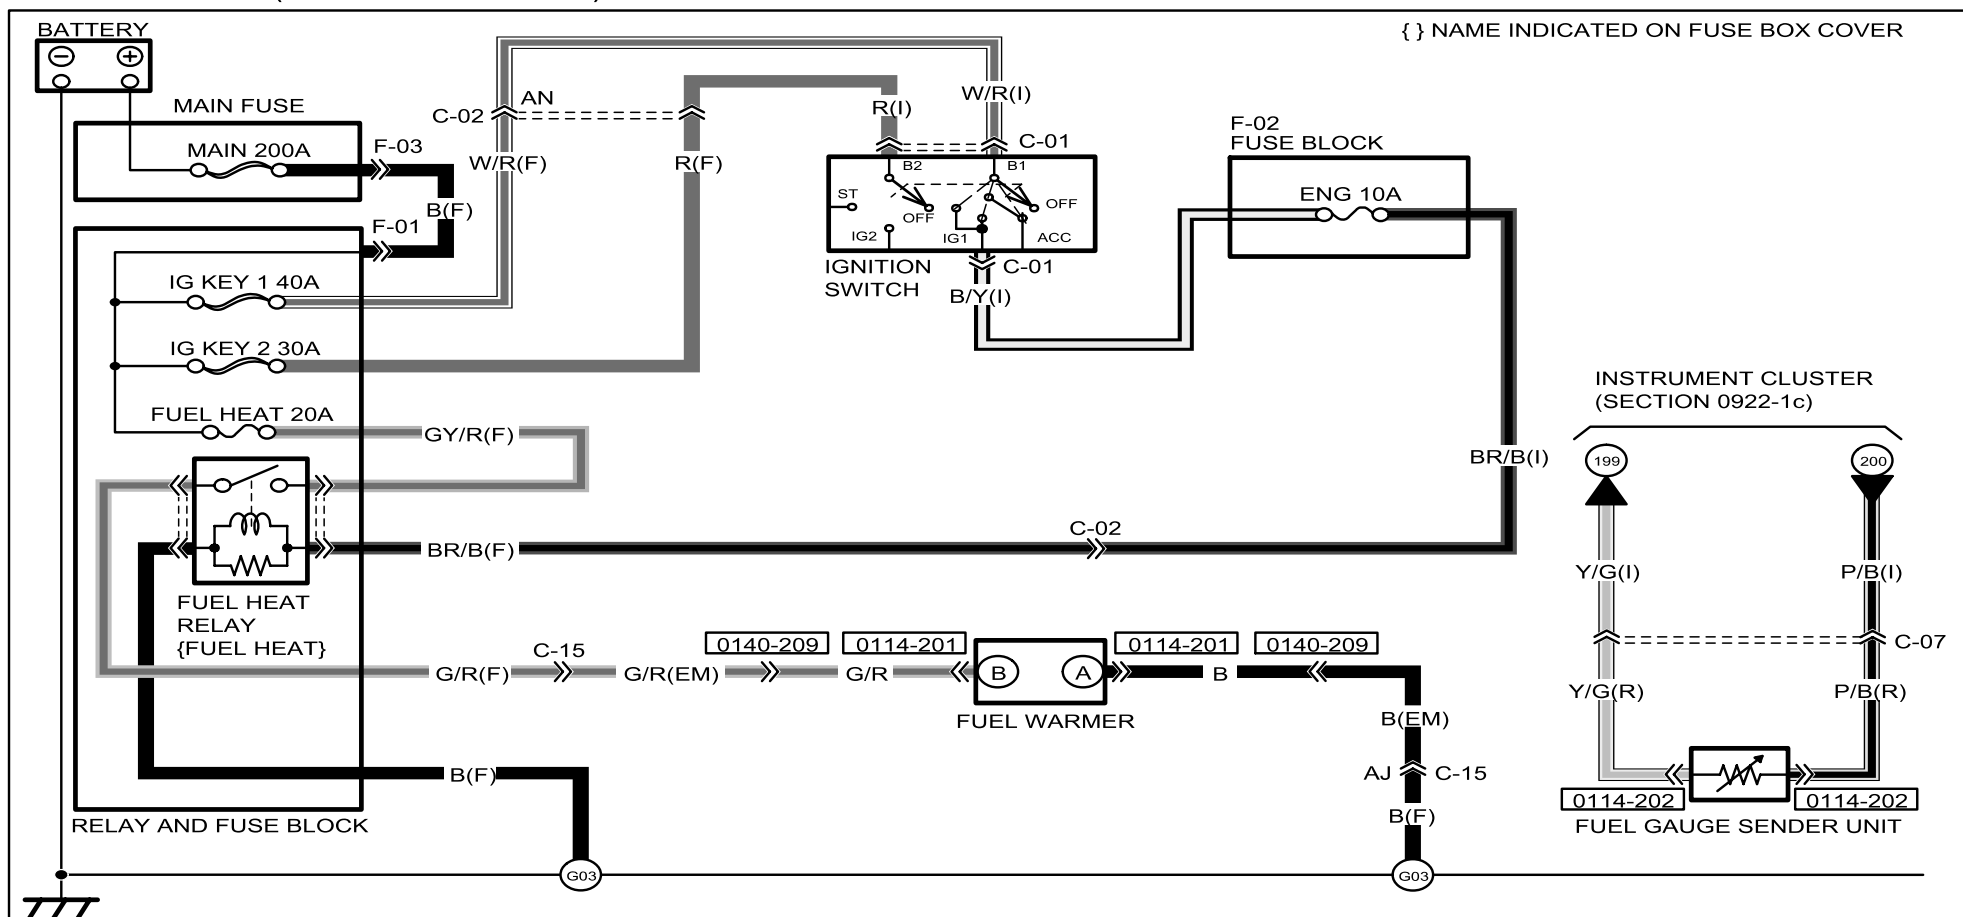 BATTERY
{ } NAME INDICATED ON FUSE BOX COVER
MAIN FUSE
MAIN 200A
F-03
B(F)
F-01
C-02
AN
W/R(F)
R(F)
R(I)
W/R(I)
C-01
B2
B1
ST
OFF
OFF
IG2
IG1
ACC
IGNITION
SWITCH
C-01
B/Y(I)
F-02
FUSE BLOCK
ENG 10A
IG KEY 1 40A
IG KEY 2 30A
FUEL HEAT 20A
GY/R(F)
INSTRUMENT CLUSTER
(SECTION 0922-1c)
199
200
BR/B(I)
BR/B(F)
C-02
Y/G(I)
P/B(I)
FUEL HEAT
RELAY
{FUEL HEAT}
C-07
G/R(F)
C-15
G/R(EM)
0140-209
0114-201
G/R
B
A
FUEL WARMER
0114-201
0140-209
B
B(EM)
AJ
C-15
B(F)
Y/G(R)
P/B(R)
0114-202
0114-202
FUEL GAUGE SENDER UNIT
B(F)
RELAY AND FUSE BLOCK
G03
G03